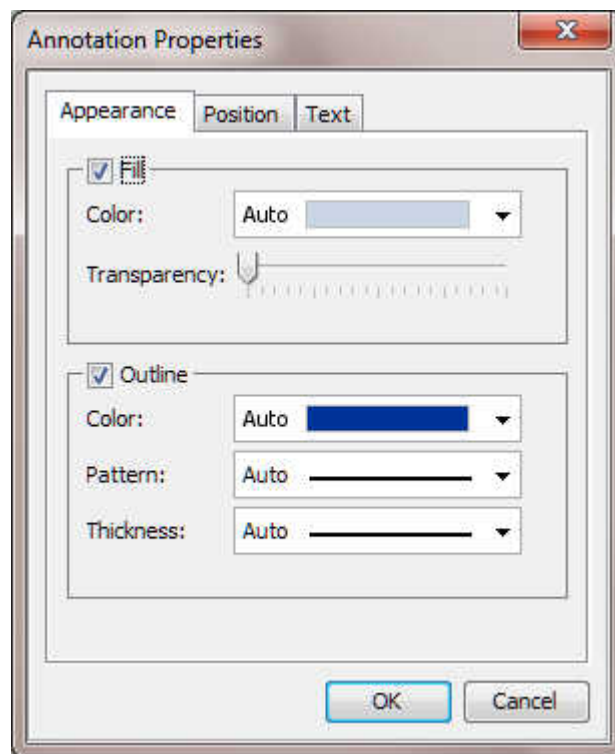 Annotation Properties
Appearance Position Text
Fill
Color: Auto
Transparency:
Outline
Color: Auto
Pattern: Auto
Thickness: Auto
OK Cancel